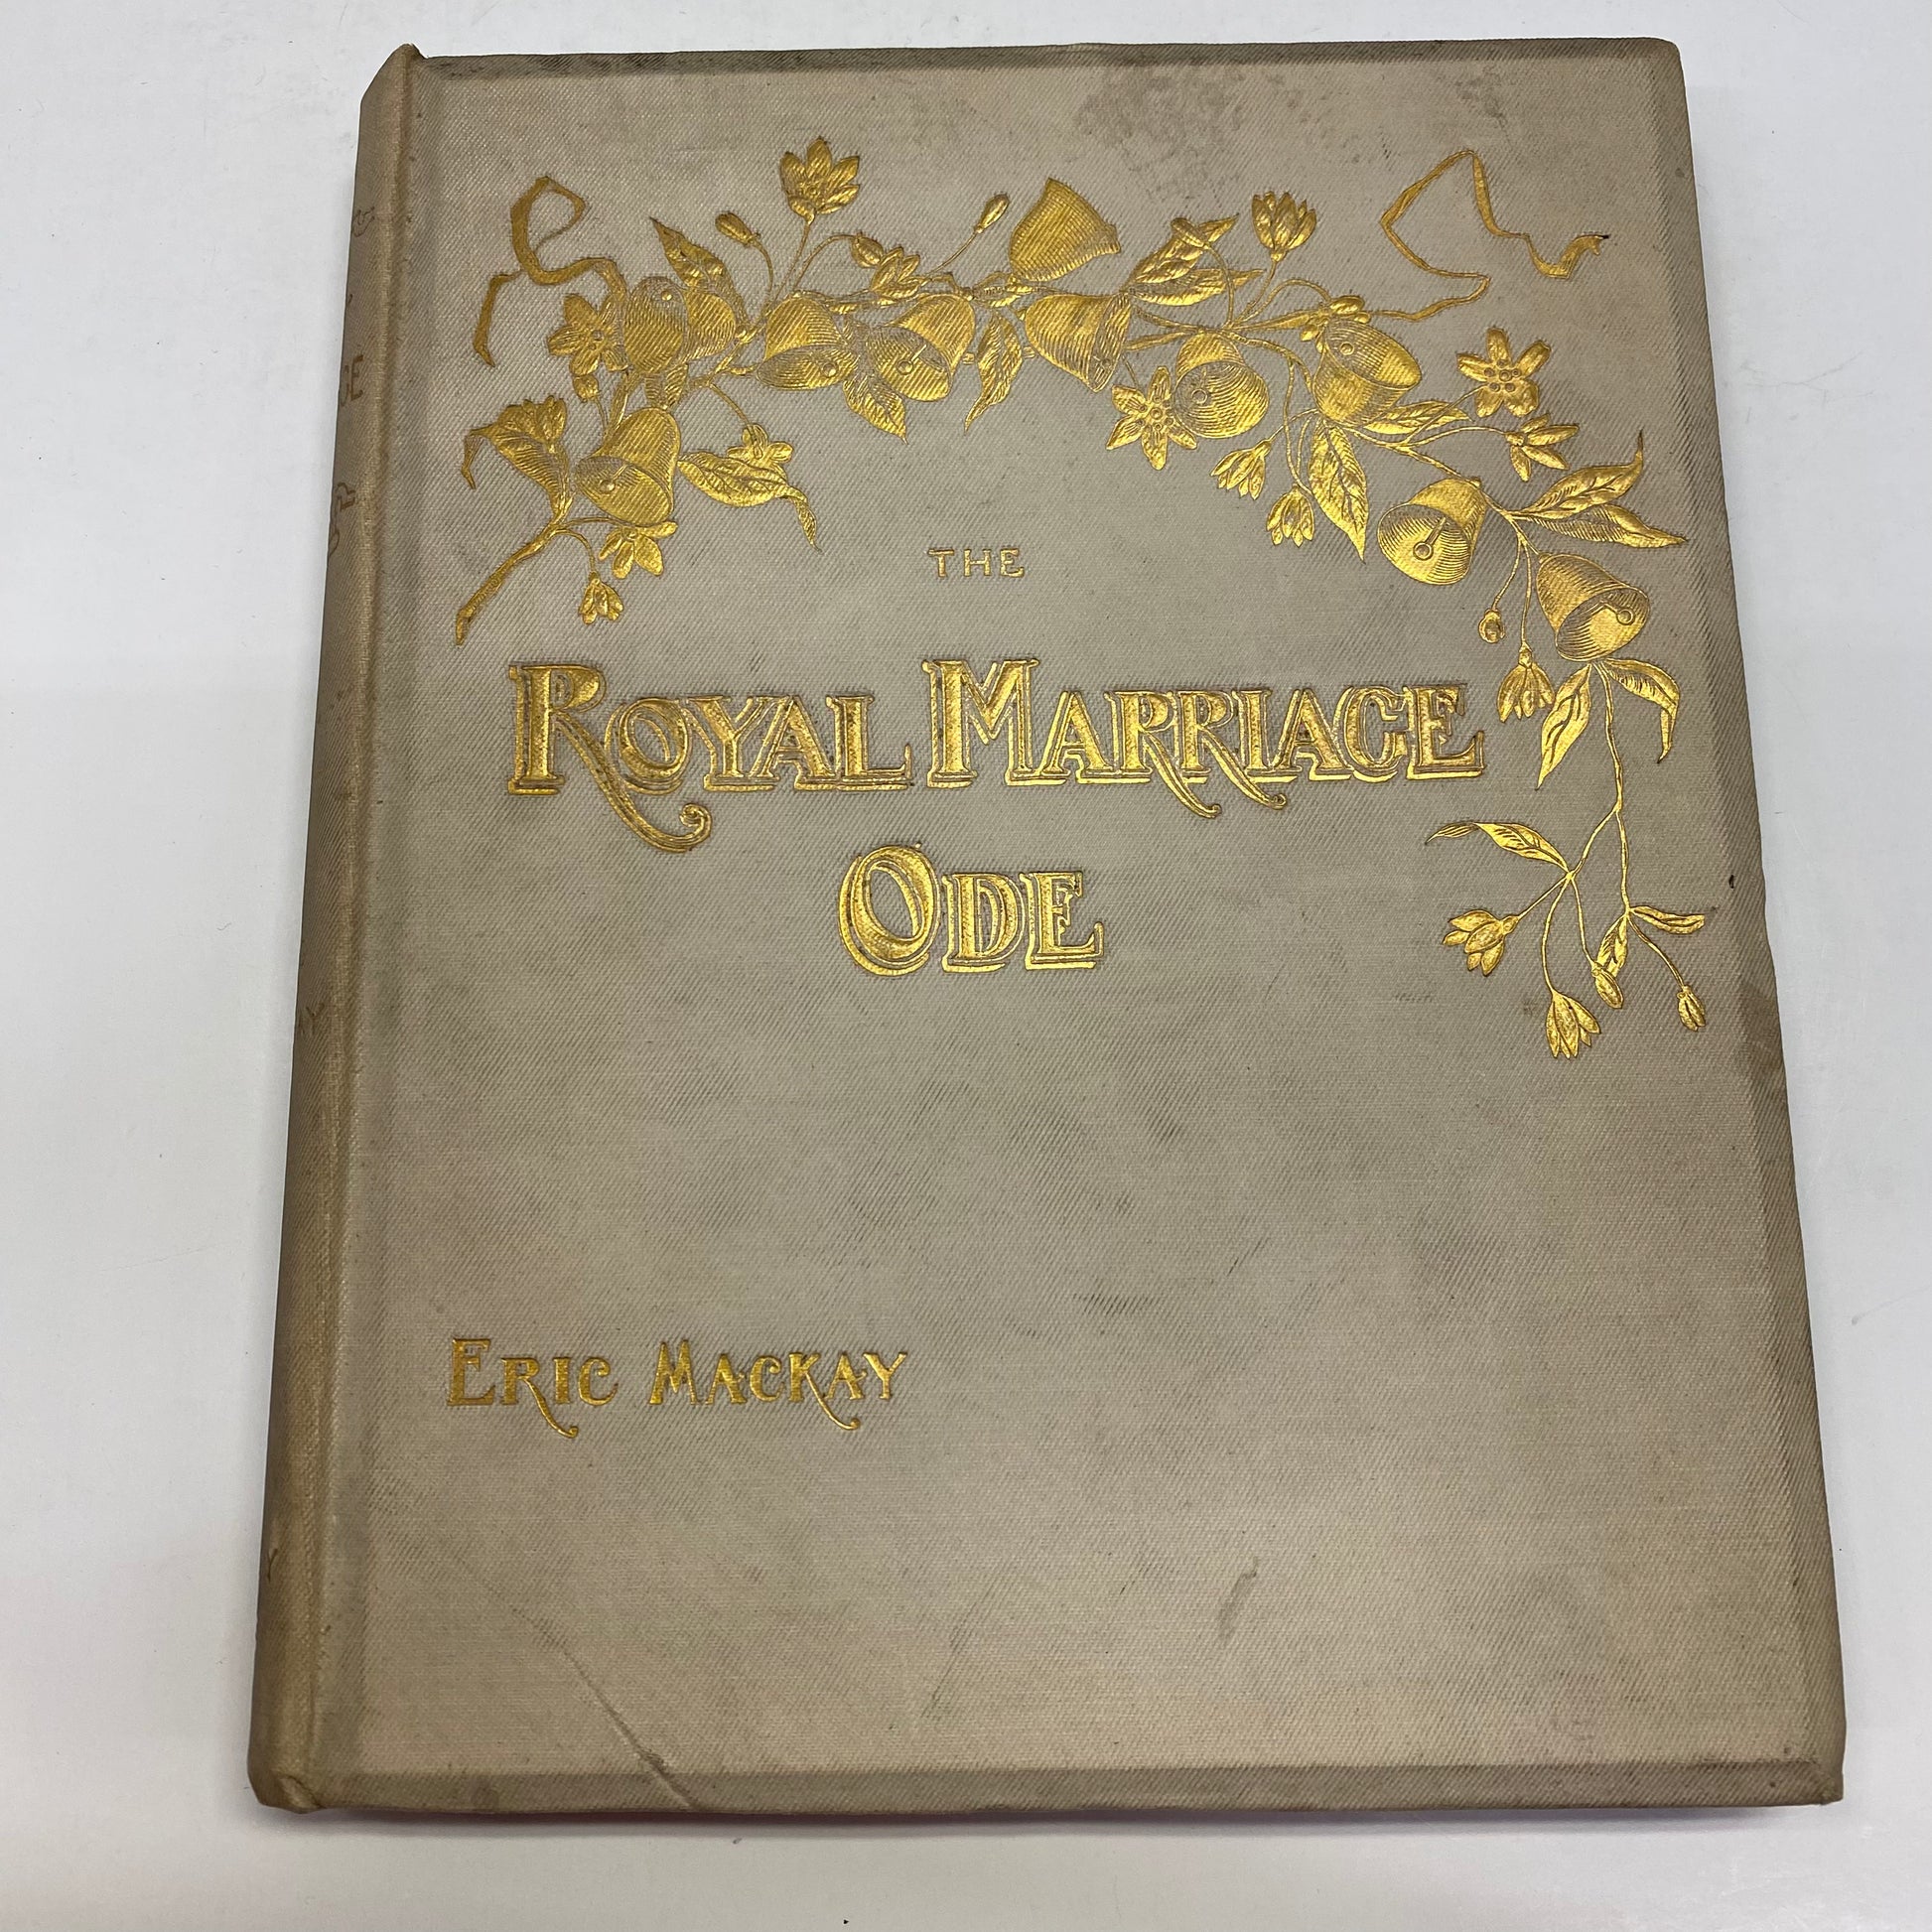 THE
ROYAL MARRIAGE
ODE
ERIC MACKAY